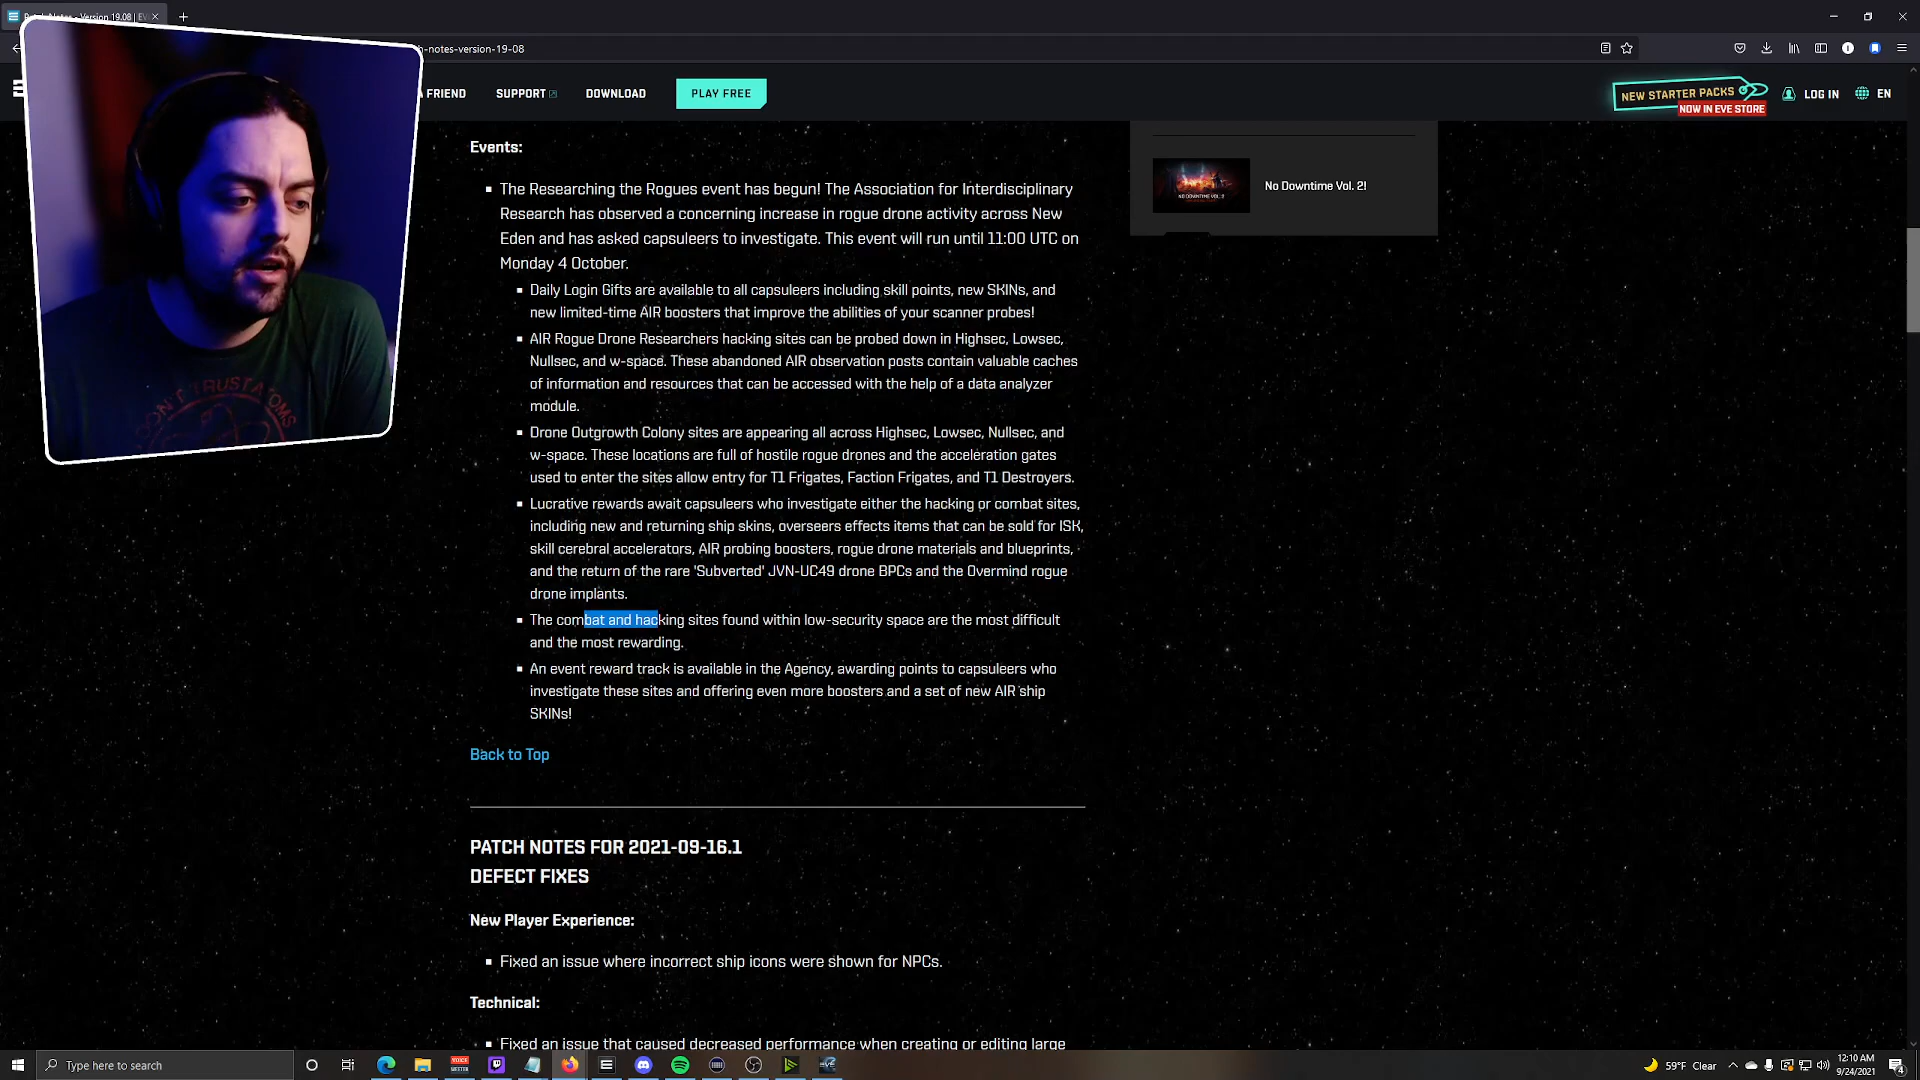 Patch Notes - Version 19.08 | EV
h-notes-version-19-08
A FRIEND
SUPPORT
DOWNLOAD
PLAY FREE
NEW STARTER PACKS
NOW IN EVE STORE
LOG IN
EN
Events:
The Researching the Rogues event has begun! The Association for Interdisciplinary
Research has observed a concerning increase in rogue drone activity across New
Eden and has asked capsuleers to investigate. This event will run until 11:00 UTC on
Monday 4 October.
Daily Login Gifts are available to all capsuleers including skill points, new SKINs, and
new limited-time AIR boosters that improve the abilities of your scanner probes!
AIR Rogue Drone Researchers hacking sites can be probed down in Highsec, Lowsec,
Nullsec, and w-space. These abandoned AIR observation posts contain valuable caches
of information and resources that can be accessed with the help of a data analyzer
module.
Drone Outgrowth Colony sites are appearing all across Highsec, Lowsec, Nullsec, and
w-space. These locations are full of hostile rogue drones and the acceleration gates
used to enter the sites allow entry for T1 Frigates, Faction Frigates, and T1 Destroyers.
Lucrative rewards await capsuleers who investigate either the hacking or combat sites,
including new and returning ship skins, overseers effects items that can be sold for ISK,
skill cerebral accelerators, AIR probing boosters, rogue drone materials and blueprints,
and the return of the rare 'Subverted' JVN-UC49 drone BPCs and the Overmind rogue
drone implants.
The combat and hacking sites found within low-security space are the most difficult
and the most rewarding.
An event reward track is available in the Agency, awarding points to capsuleers who
investigate these sites and offering even more boosters and a set of new AIR ship
SKINs!
Back to Top
NO DOWNTIME VOL. 2!
No Downtime Vol. 2!
DON'T TRUST ATOMS
PATCH NOTES FOR 2021-09-16.1
DEFECT FIXES
New Player Experience:
Fixed an issue where incorrect ship icons were shown for NPCs.
Technical:
Fixed an issue that caused decreased performance when creating or editing large
Type here to search
59°F Clear
12:10 AM
9/24/2021
4